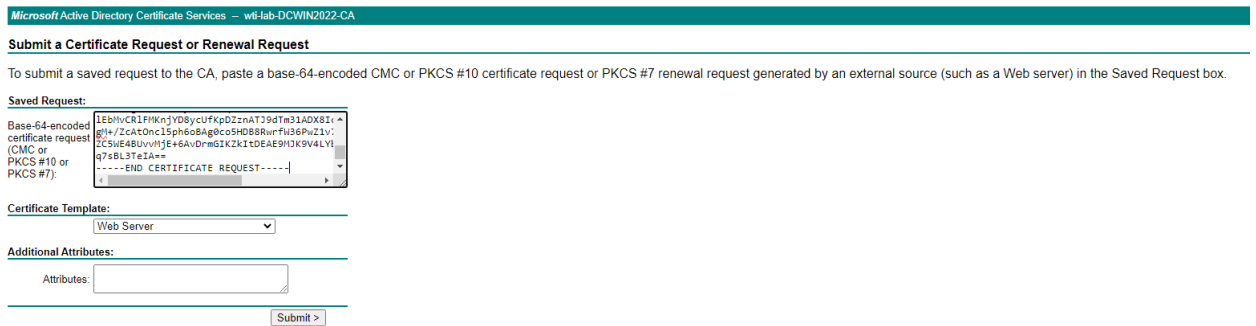 Microsoft Active Directory Certificate Services -- wti-lab-DCWIN2022-CA
Submit a Certificate Request or Renewal Request
To submit a saved request to the CA, paste a base-64-encoded CMC or PKCS #10 certificate request or PKCS #7 renewal request generated by an external source (such as a Web server) in the Saved Request box.
Saved Request:
Base-64-encoded
certificate request
(CMC or
PKCS #10 or
PKCS #7):
lEbMvCRlFMKnjYD8ycUfKpDZznATJ9dTm31ADX8I
gM+/ZcAtOncl5ph6oBAg0co5HDB8RwrfW36PwZ1v
ZC5WE4BUvvMjE+6AvDrmGIKZkItDEAE9MJK9V4LY
q7sBL3TeIA==
-----END CERTIFICATE REQUEST-----
Certificate Template:
Web Server
Additional Attributes:
Attributes:
Submit >